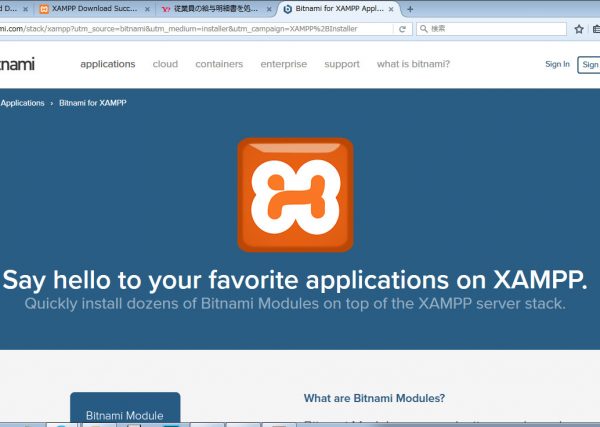 d D...
XAMPP Download Succ...
従業員の給与明細書を処...
Bitnami for XAMPP Appl...
mi.com/stack/xampp?utm_source=bitnami&utm_medium=installer&utm_campaign=XAMPP%2BInstaller
検索
tnami
applications cloud containers enterprise support what is bitnami?
Sign In
Sign
Applications › Bitnami for XAMPP
Say hello to your favorite applications on XAMPP.
Quickly install dozens of Bitnami Modules on top of the XAMPP server stack.
Bitnami Module
What are Bitnami Modules?